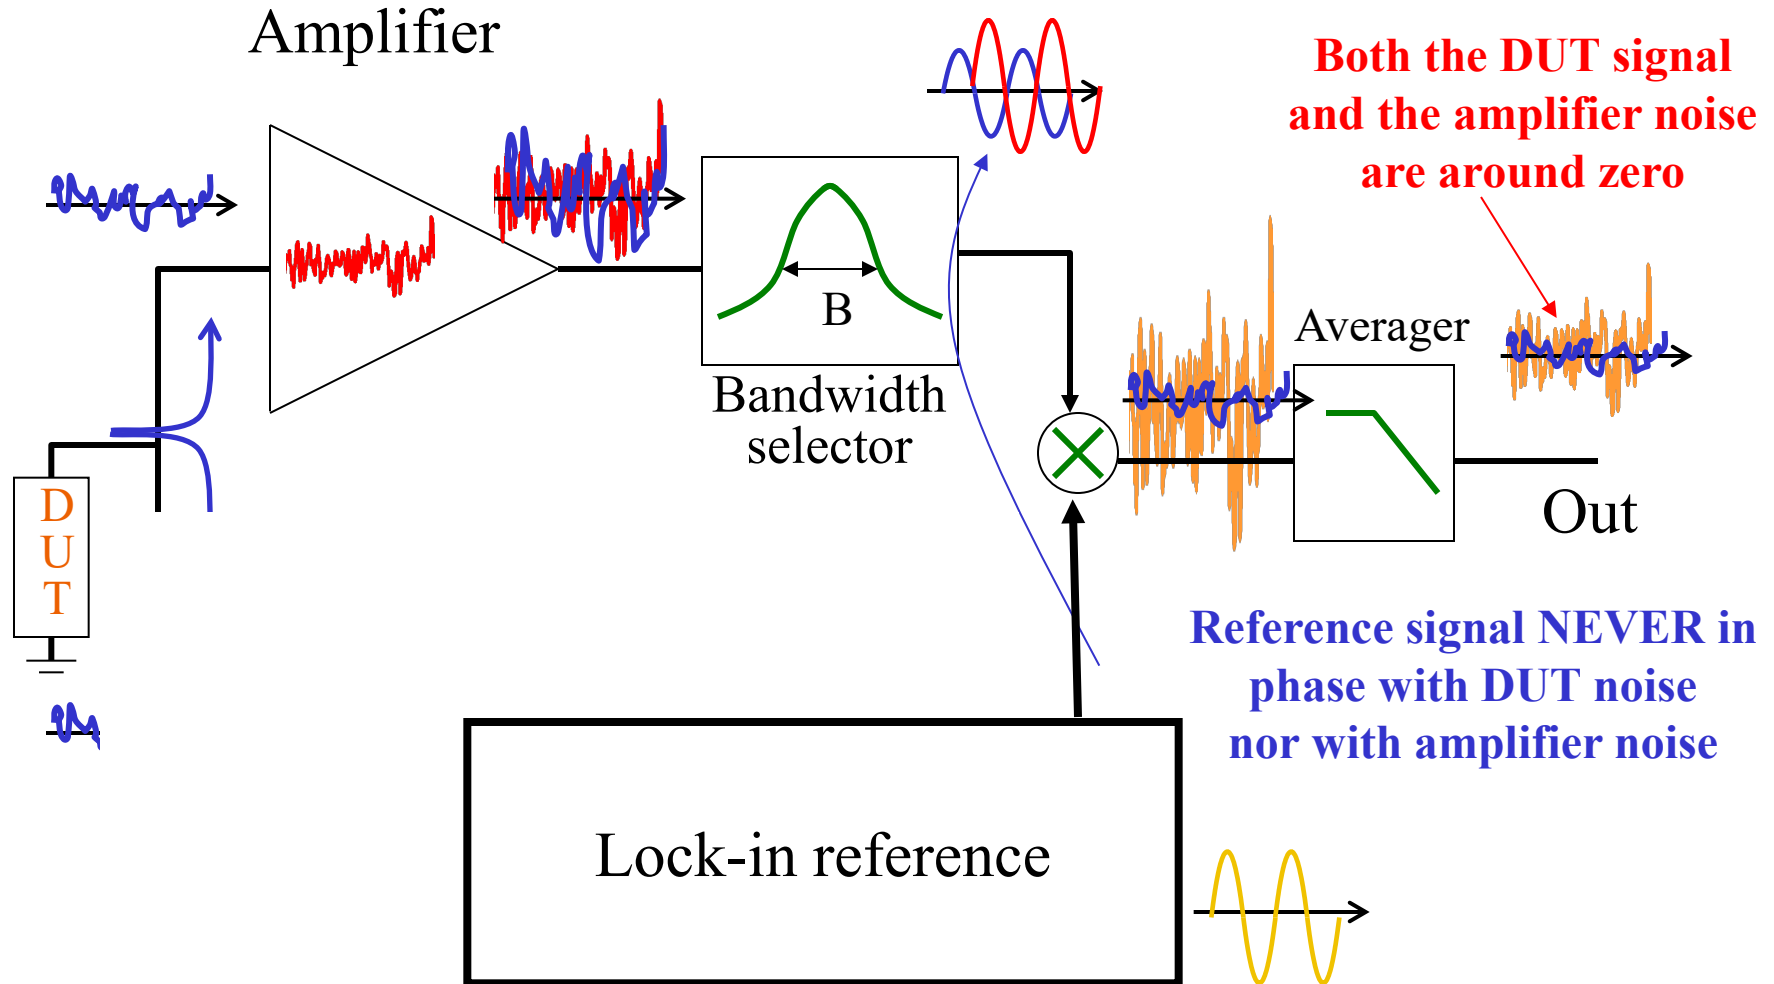 Amplifier
Both the DUT signal
and the amplifier noise
are around zero
B
Averager
Bandwidth
selector
D
U
T
Out
Reference signal NEVER in
phase with DUT noise
nor with amplifier noise
Lock-in reference